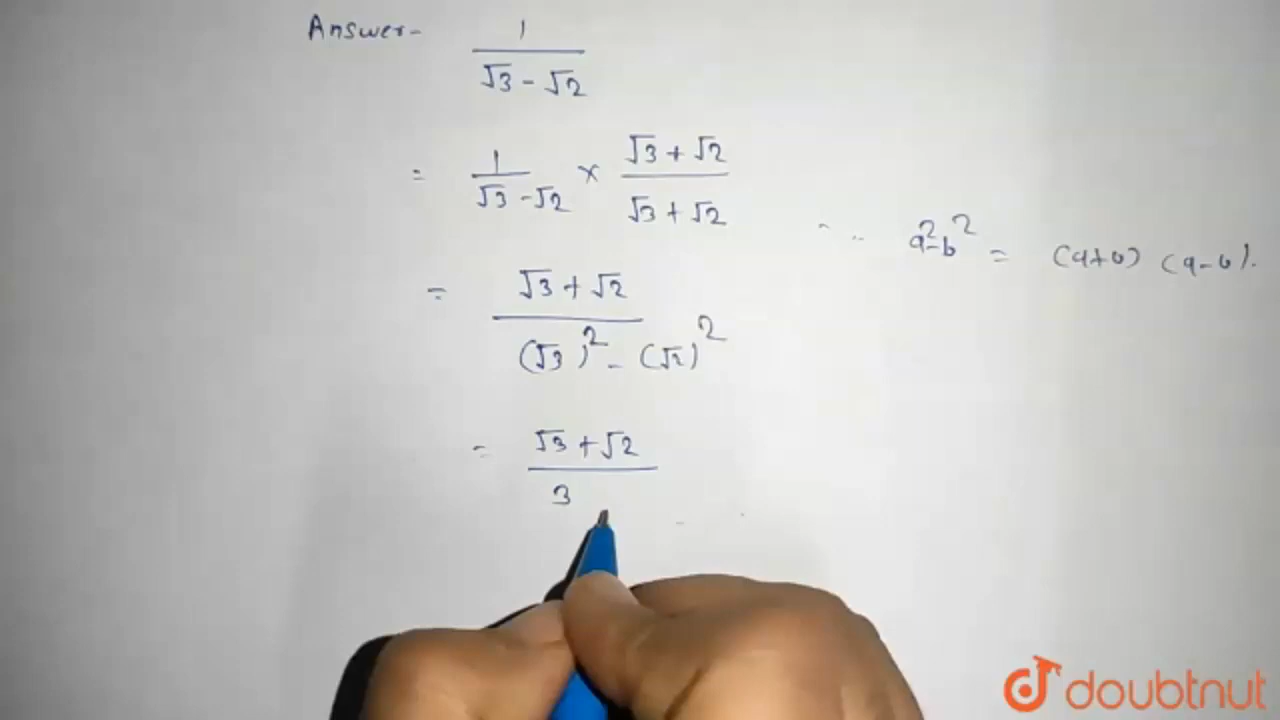 Answer- 1/(√3 - √2)
= 1/(√3 - √2) × (√3 + √2)/(√3 + √2)
∵ a² - b² = (a+b) (a-b).
= (√3 + √2)/((√3)² - (√2)²)
= (√3 + √2)/3
doubtnut